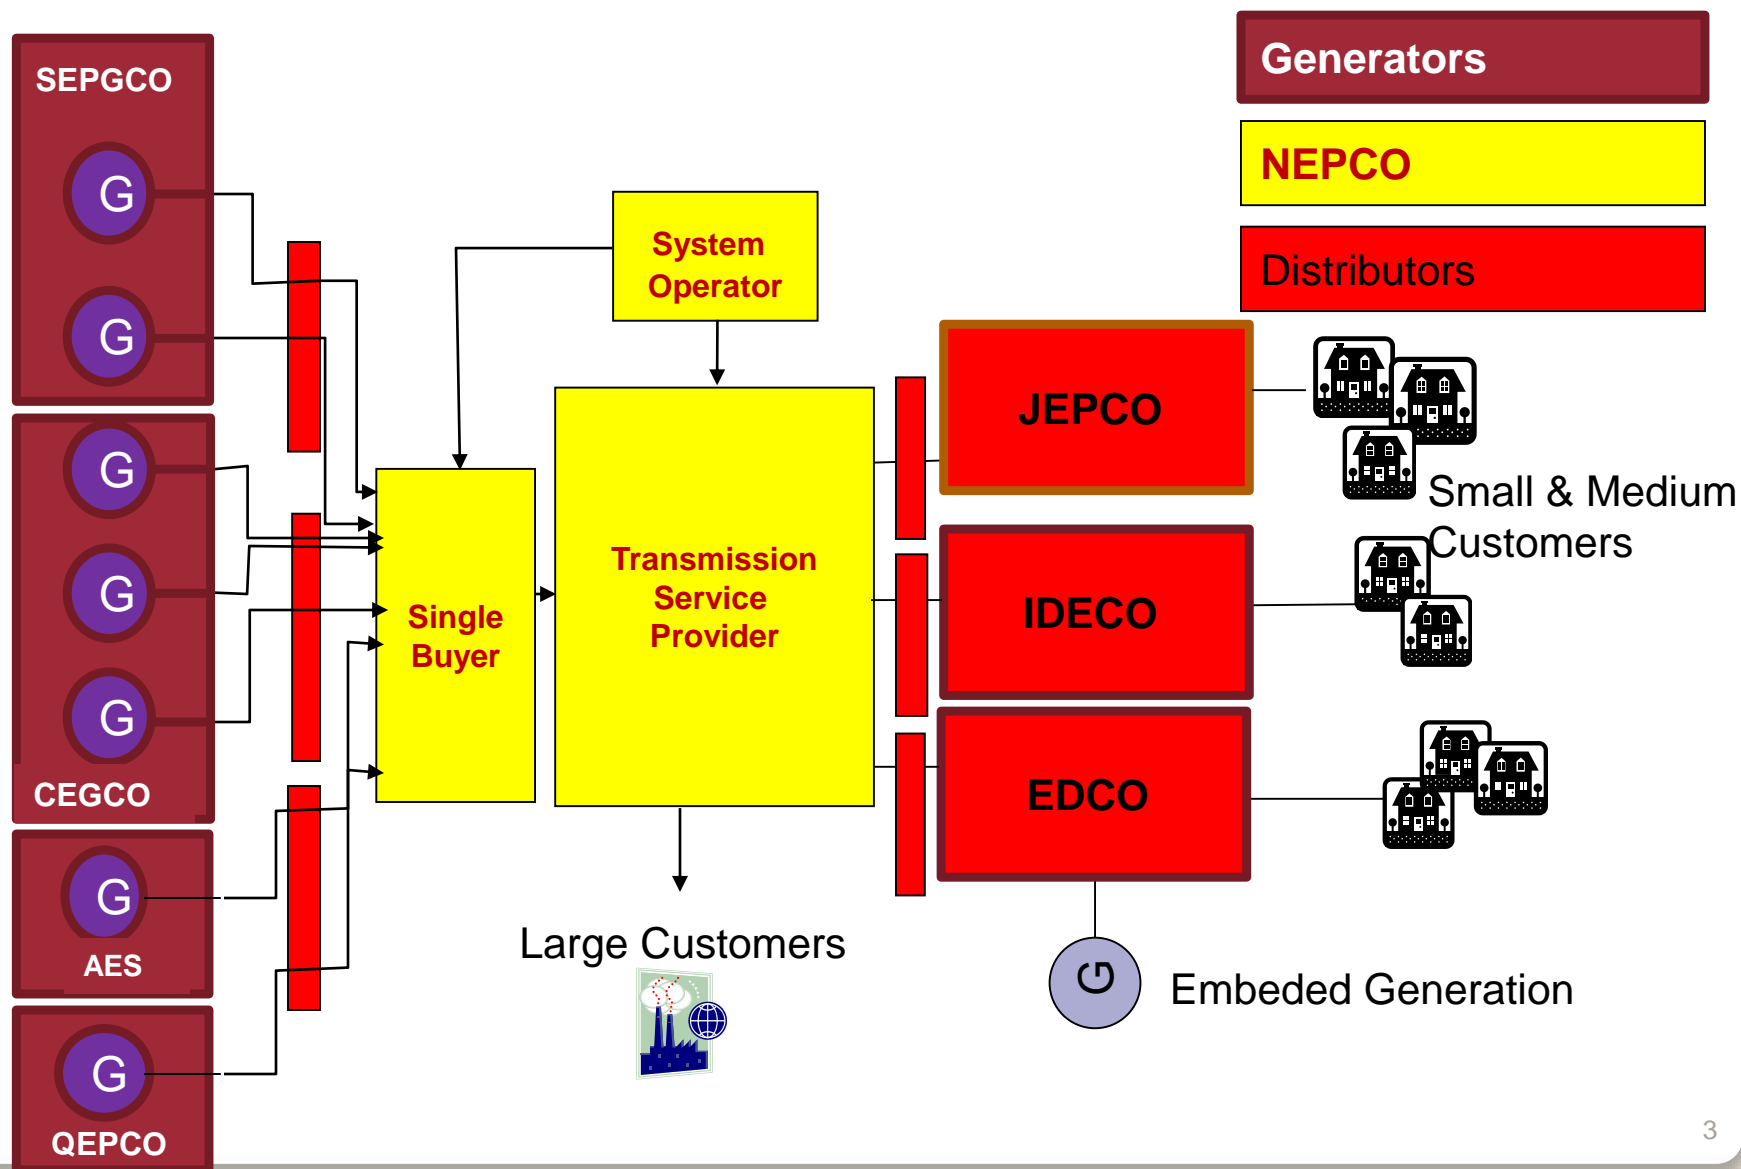 SEPGCO
G
G
G
G
G
CEGCO
G
AES
G
QEPCO
System
Operator
Single
Buyer
Transmission
Service
Provider
Large Customers
Generators
NEPCO
Distributors
JEPCO
IDECO
EDCO
Small & Medium
Customers
G
Embeded Generation
3